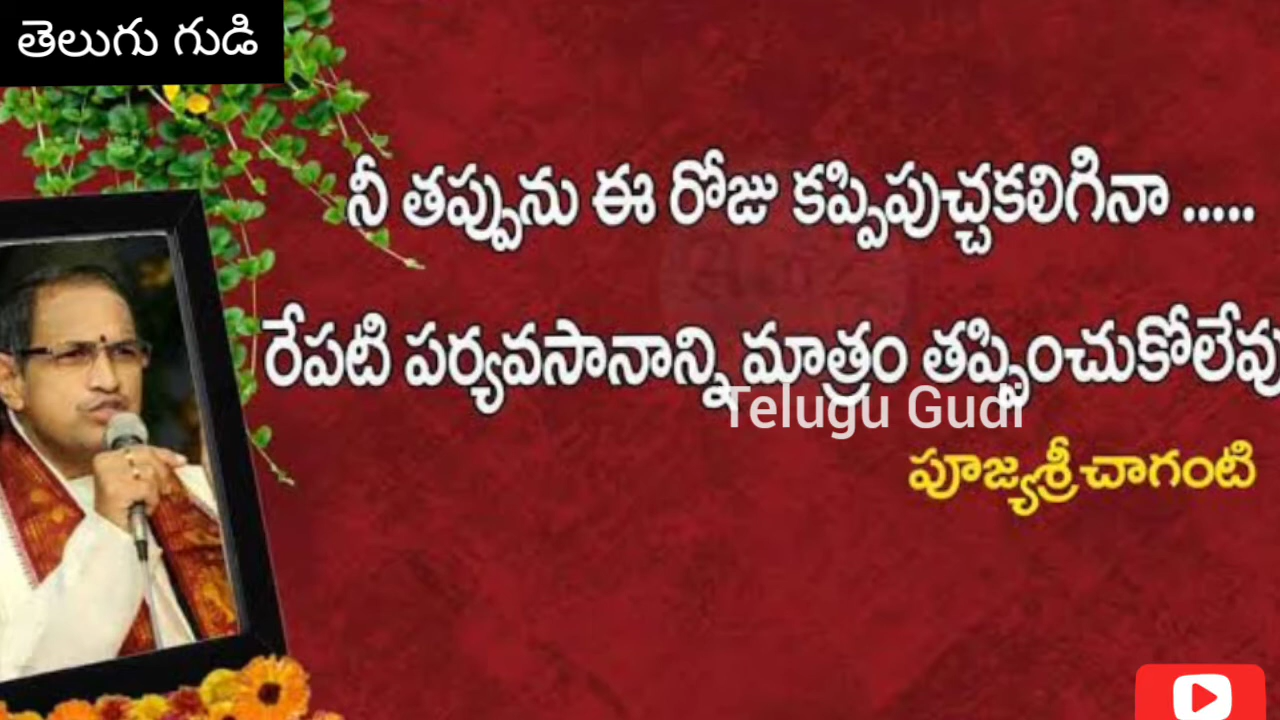 తెలుగు గుడి
నీ తప్పును ఈ రోజు కప్పిపుచ్చకలిగినా .....
రేపటి పర్యవసానాన్ని మాత్రం తప్పించుకోలేవు
Telugu Gudi
పూజ్యశ్రీ చాగంటి